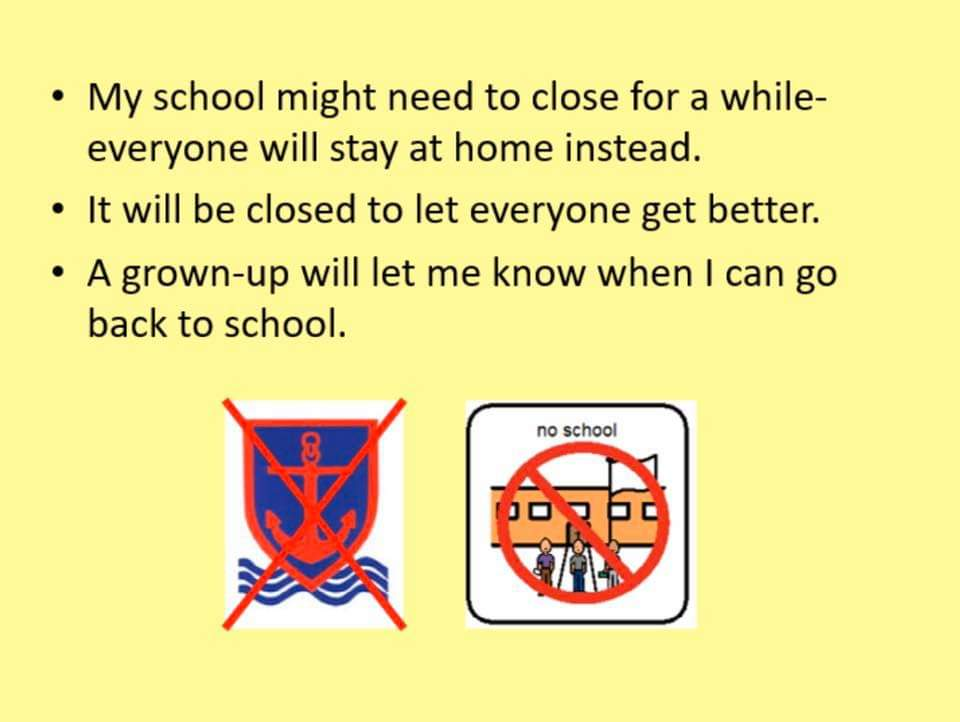 • My school might need to close for a while-
everyone will stay at home instead.
• It will be closed to let everyone get better.
• A grown-up will let me know when I can go
back to school.
no school